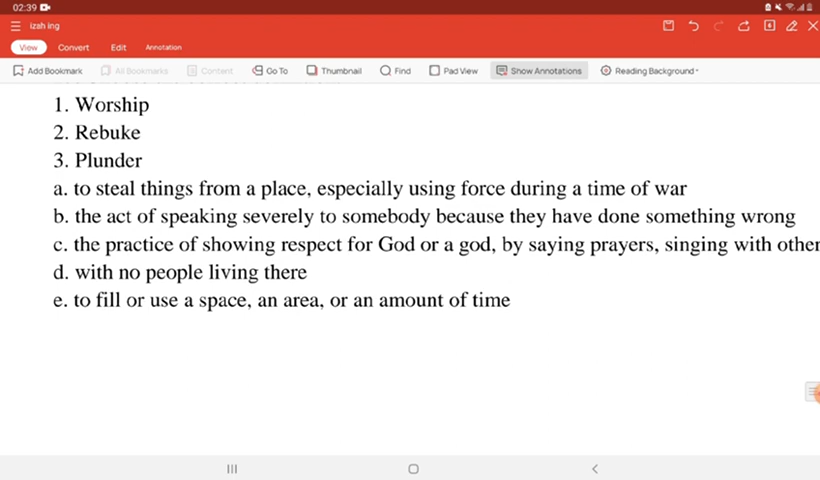 02:39
izah ing
View Convert Edit Annotation
Add Bookmark All Bookmarks Content Go To Thumbnail Find Pad View Show Annotations Reading Background
1. Worship
2. Rebuke
3. Plunder
a. to steal things from a place, especially using force during a time of war
b. the act of speaking severely to somebody because they have done something wrong
c. the practice of showing respect for God or a god, by saying prayers, singing with other
d. with no people living there
e. to fill or use a space, an area, or an amount of time